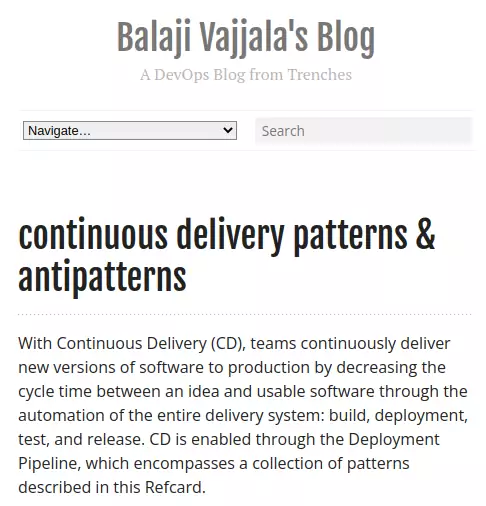 Balaji Vajjala's Blog
A DevOps Blog from Trenches
Navigate…
Search
continuous delivery patterns &
antipatterns
With Continuous Delivery (CD), teams continuously deliver
new versions of software to production by decreasing the
cycle time between an idea and usable software through the
automation of the entire delivery system: build, deployment,
test, and release. CD is enabled through the Deployment
Pipeline, which encompasses a collection of patterns
described in this Refcard.